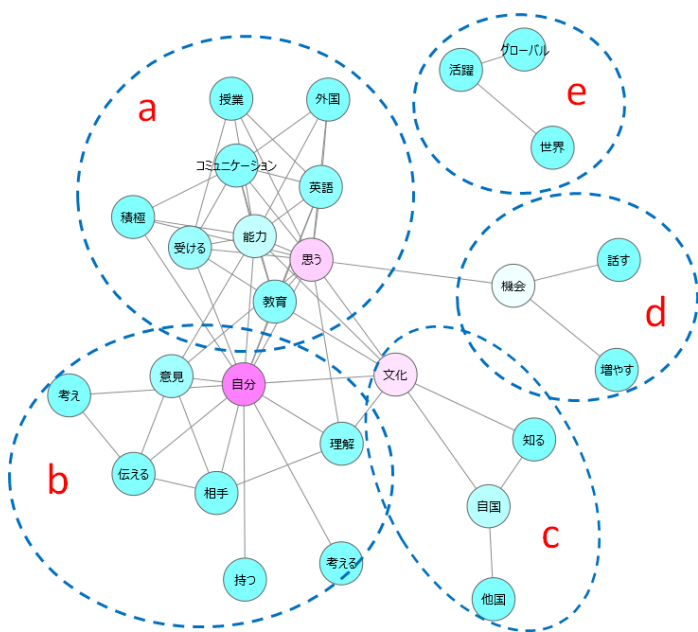 a
授業
外国
コミュニケーション
英語
積極
受ける
能力
思う
教育
グローバル
活躍
e
世界
機会
話す
d
増やす
考え
意見
自分
文化
理解
b
伝える
相手
持つ
考える
知る
自国
c
他国